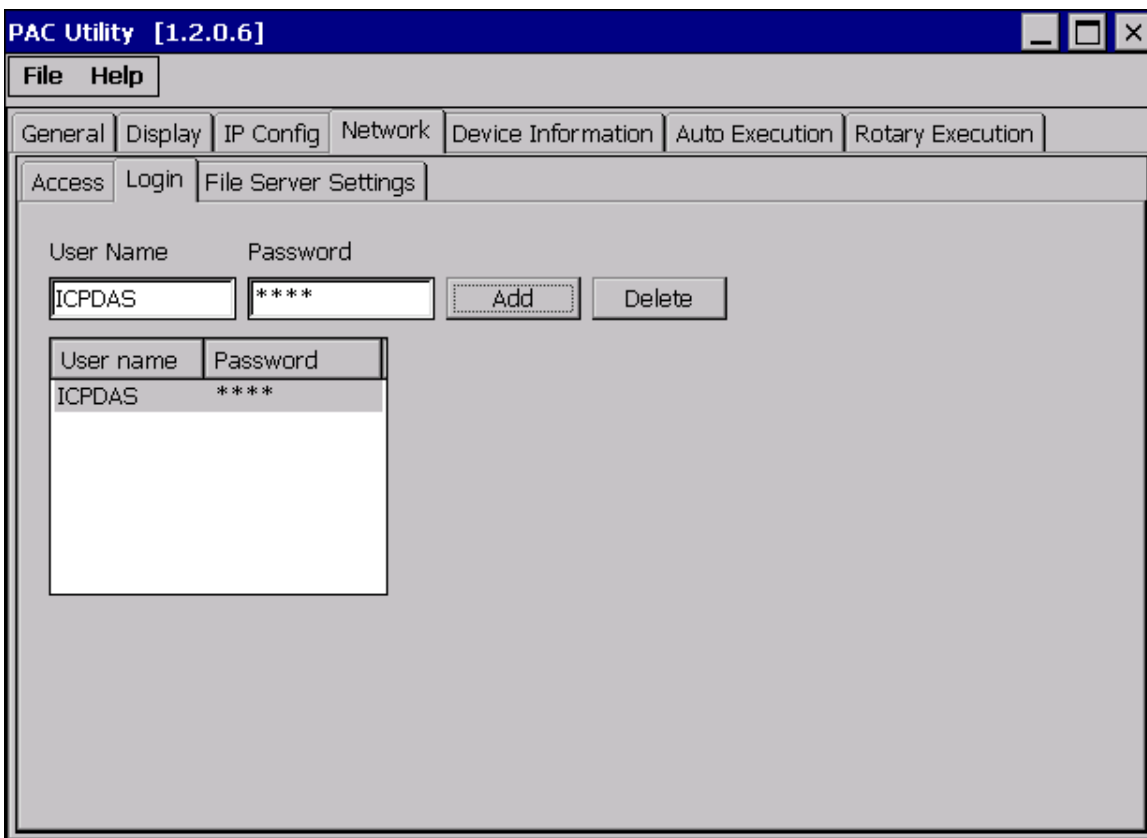 PAC Utility [1.2.0.6]
File Help
General Display IP Config Network Device Information Auto Execution Rotary Execution
Access Login File Server Settings
User Name Password
ICPDAS **** Add Delete
User name Password
ICPDAS ****